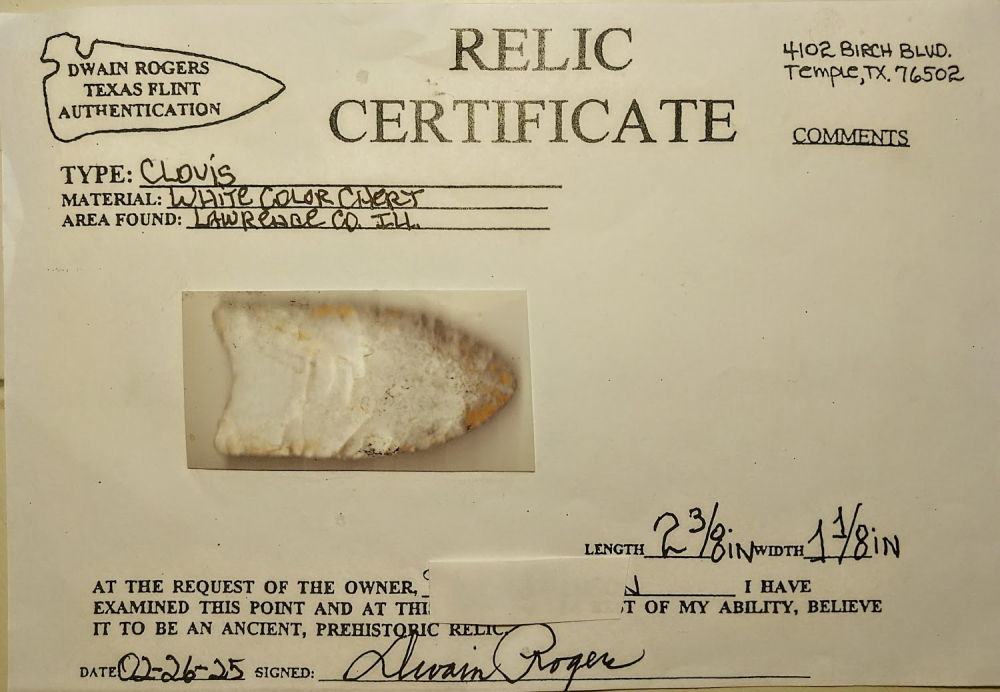 DWAIN ROGERS
TEXAS FLINT
AUTHENTICATION
RELIC
CERTIFICATE
4102 BIRCH BLVD.
Temple, TX. 76502
COMMENTS
TYPE: CLOVIS
MATERIAL: WHITE COLOR CHERT
AREA FOUND: LAWRENCE CO. ILL.
LENGTH 2 3/8 IN WIDTH 1 1/8 IN
AT THE REQUEST OF THE OWNER, I HAVE
EXAMINED THIS POINT AND AT OF MY ABILITY, BELIEVE
IT TO BE AN ANCIENT, PREHISTORIC RELIC
DATE 02-26-25 SIGNED: Dwain Rogers